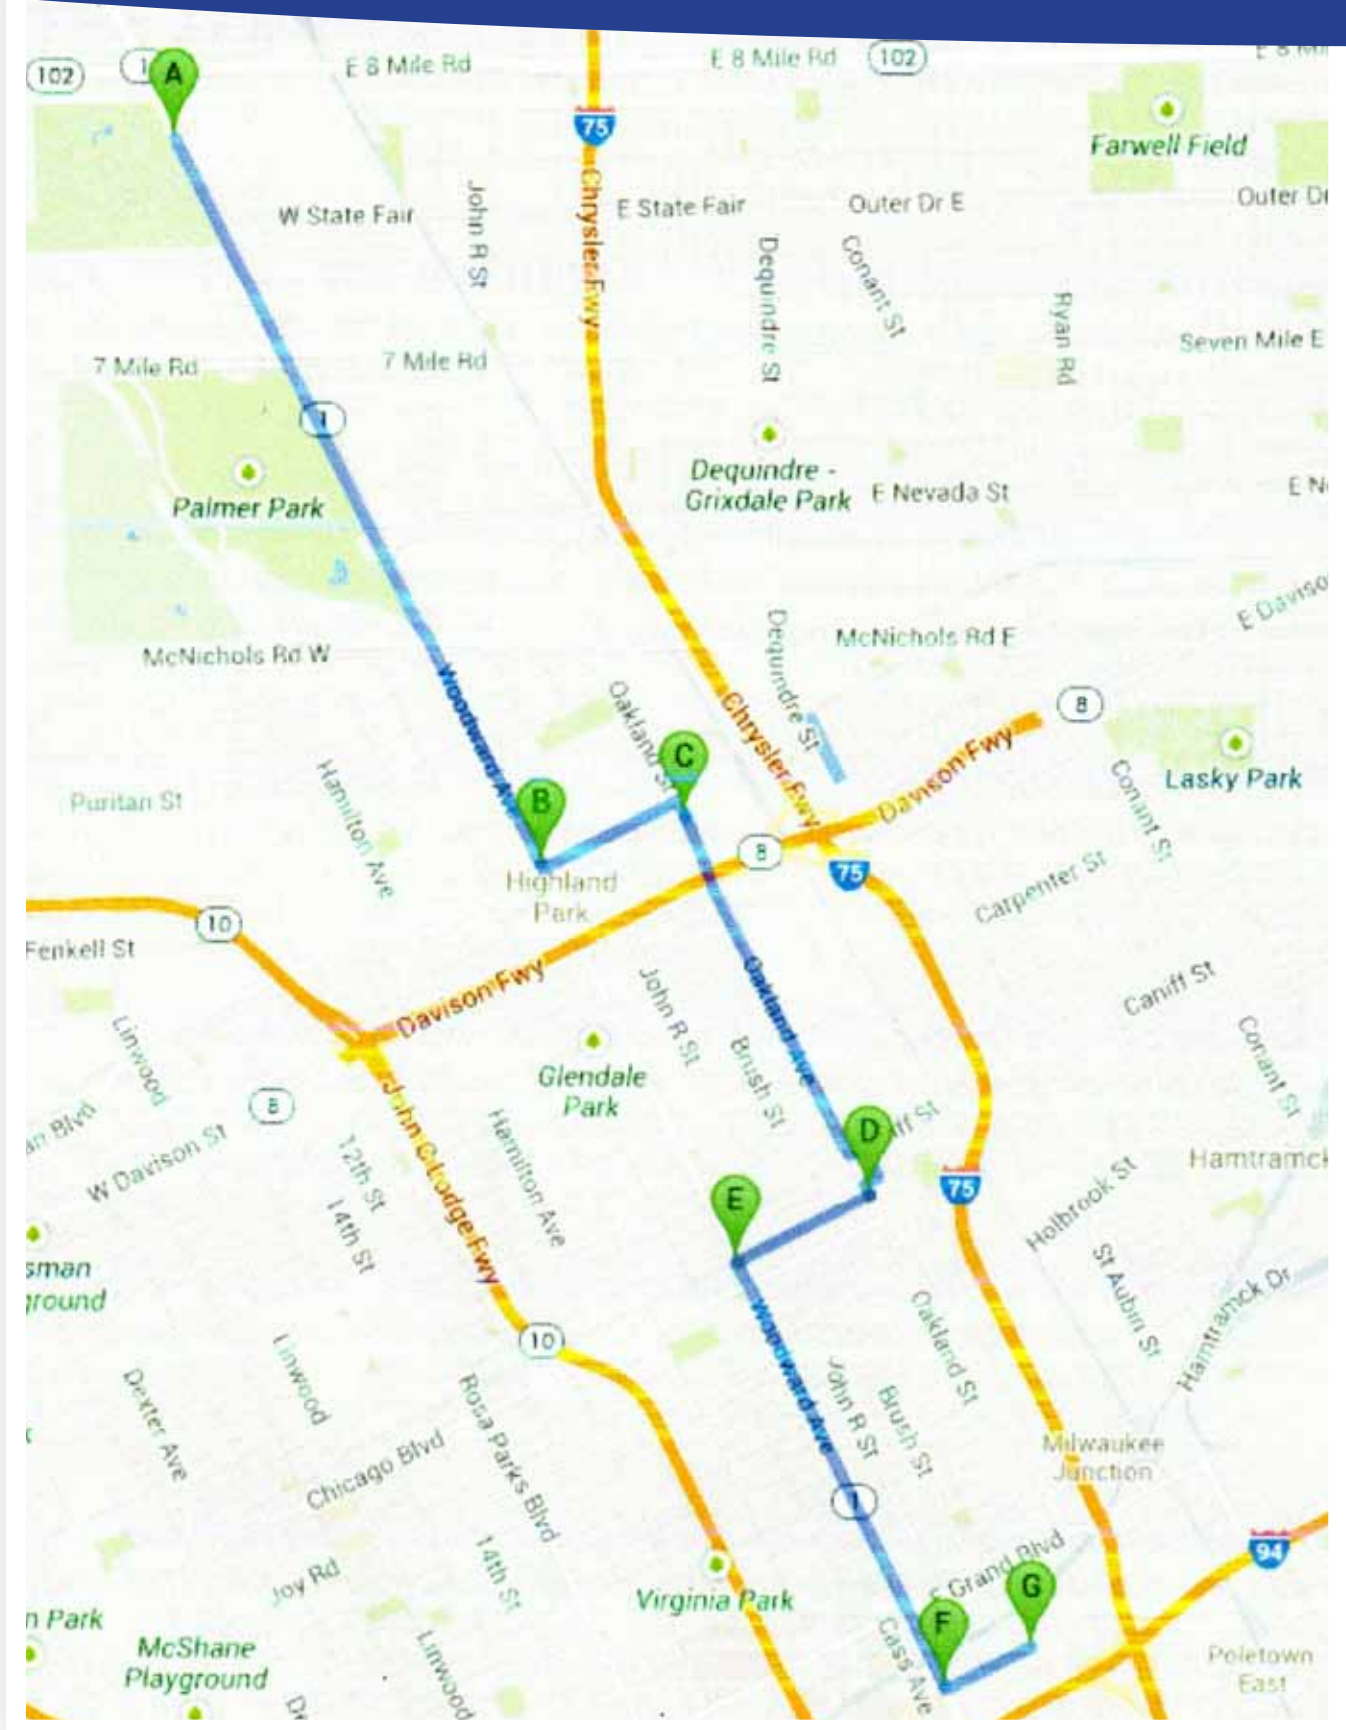 102
A
E 8 Mile Rd
E 8 Mile Rd
102
75
Farwell Field
W State Fair
John R St
Chrysler Fwy
E State Fair
Outer Dr E
Outer Dr
Dequindre St
Conant St
Ryan Rd
7 Mile Rd
7 Mile Rd
Seven Mile E
1
Palmer Park
Dequindre -
Grixdale Park
E Nevada St
McNichols Rd W
Woodward Av
Oakland St
Dequindre St
McNichols Rd E
E Daviso
8
C
B
Chrysler Fwy
Davison Fwy
Lasky Park
Puritan St
Hamilton Ave
Highland
Park
8
75
Conant St
Carpenter St
10
Fenkell St
Davison Fwy
John R St
Oakland Ave
Caniff St
Linwood
Glendale
Park
Brush St
Conant St
8
W Davison St
12th St
14th St
John C Lodge Fwy
Hamilton Ave
D
iff St
E
75
Hamtramck
Holbrook St
sman
ground
St Aubin St
Hamtramck Dr
10
Woodward Ave
Oakland St
John R St
Brush St
Linwood
Dexter Ave
Rosa Parks Blvd
Chicago Blvd
Milwaukee
Junction
1
94
14th St
Joy Rd
Virginia Park
E Grand Blvd
G
F
Cass Ave
n Park
McShane
Playground
Linwood
Poletown
East